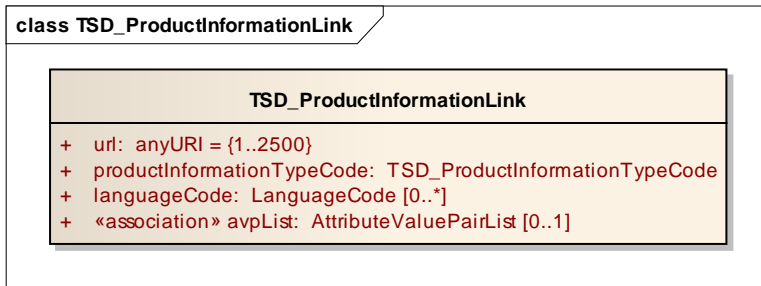 class TSD_ProductInformationLink
TSD_ProductInformationLink
+ url: anyURI = {1..2500}
+ productInformationTypeCode: TSD_ProductInformationTypeCode
+ languageCode: LanguageCode [0..*]
+ «association» avpList: AttributeValuePairList [0..1]